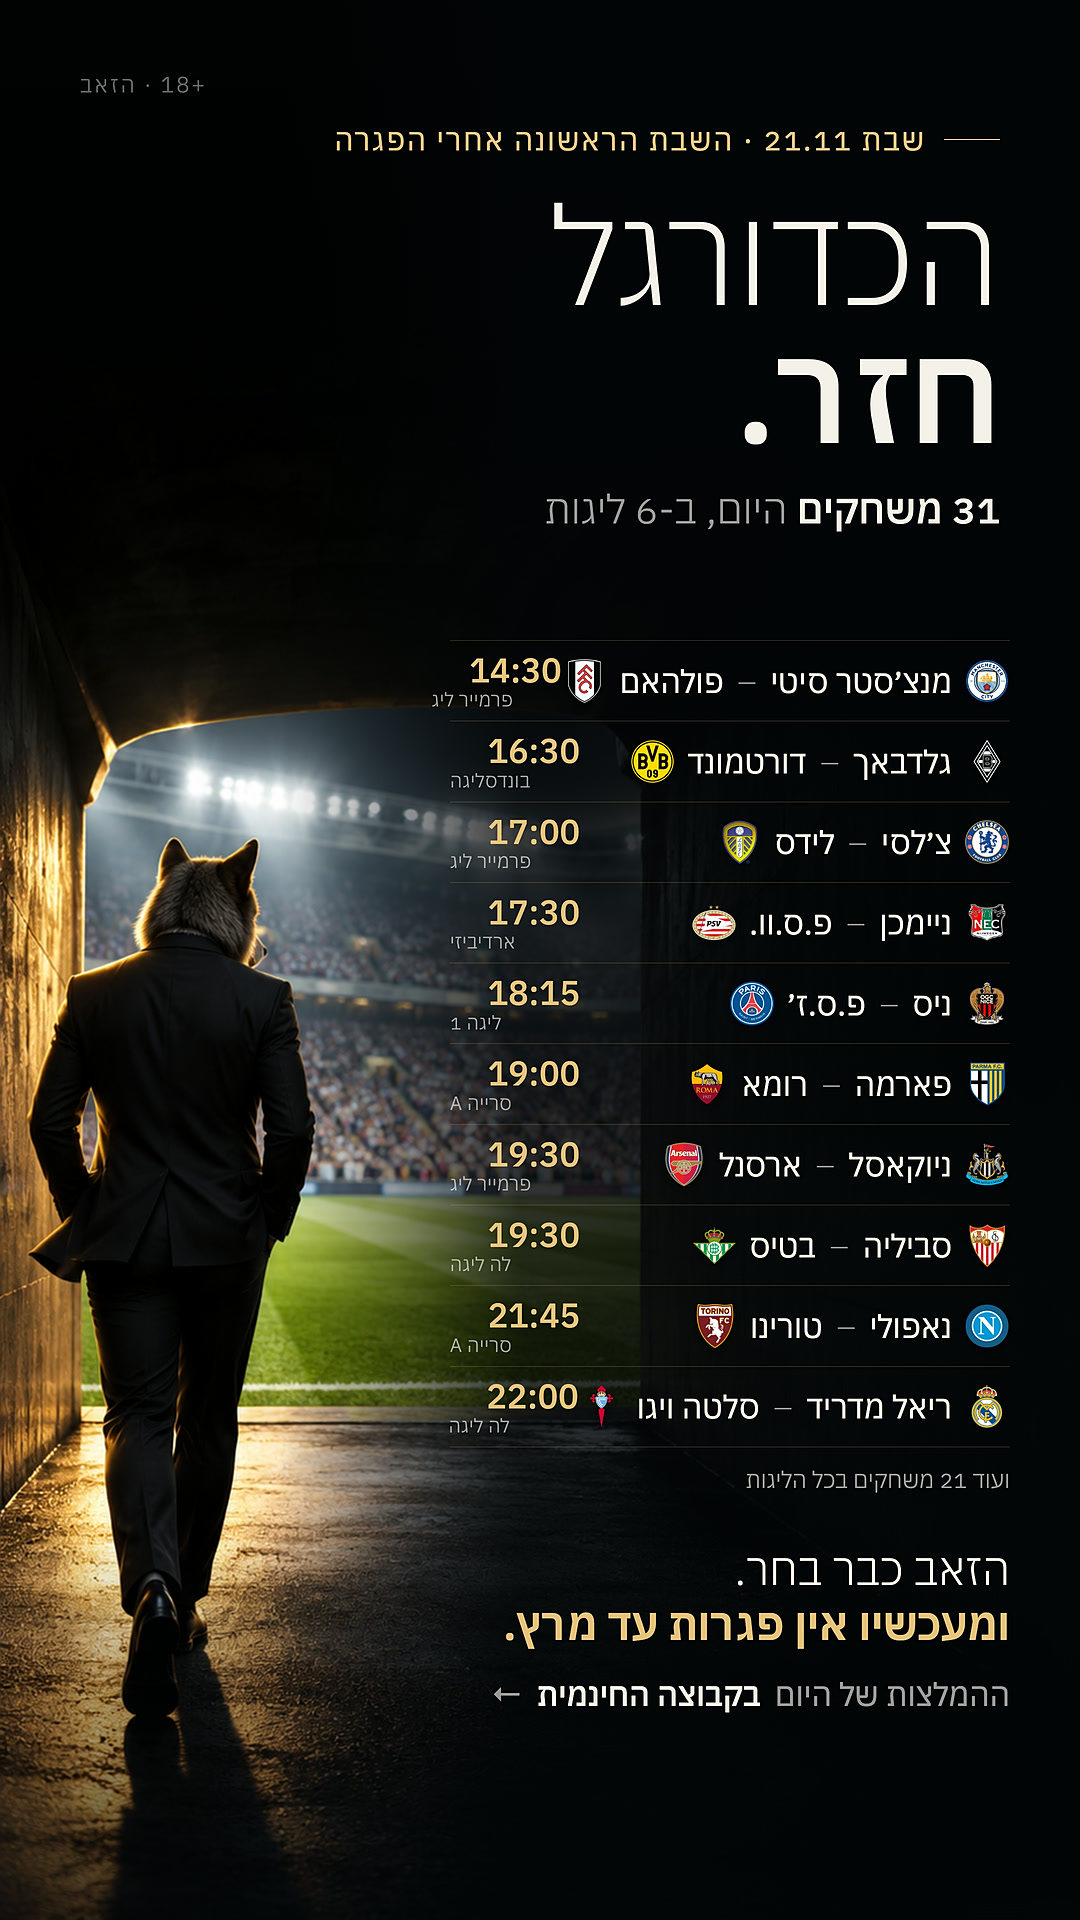 18+ · הזאב
שבת 21.11 · השבת הראשונה אחרי הפגרה
הכדורגל
חזר.
31 משחקים היום, ב-6 ליגות
מנצ׳סטר סיטי – פולהאם 14:30
פרמייר ליג
גלדבאך – דורטמונד 16:30
בונדסליגה
צ׳לסי – לידס 17:00
פרמייר ליג
ניימכן – פ.ס.וו. 17:30
ארדיביזי
ניס – פ.ס.ז׳ 18:15
ליגה 1
פארמה – רומא 19:00
סרייה A
ניוקאסל – ארסנל 19:30
פרמייר ליג
סביליה – בטיס 19:30
לה ליגה
נאפולי – טורינו 21:45
סרייה A
ריאל מדריד – סלטה ויגו 22:00
לה ליגה
ועוד 21 משחקים בכל הליגות
הזאב כבר בחר.
ומעכשיו אין פגרות עד מרץ.
ההמלצות של היום בקבוצה החינמית ←